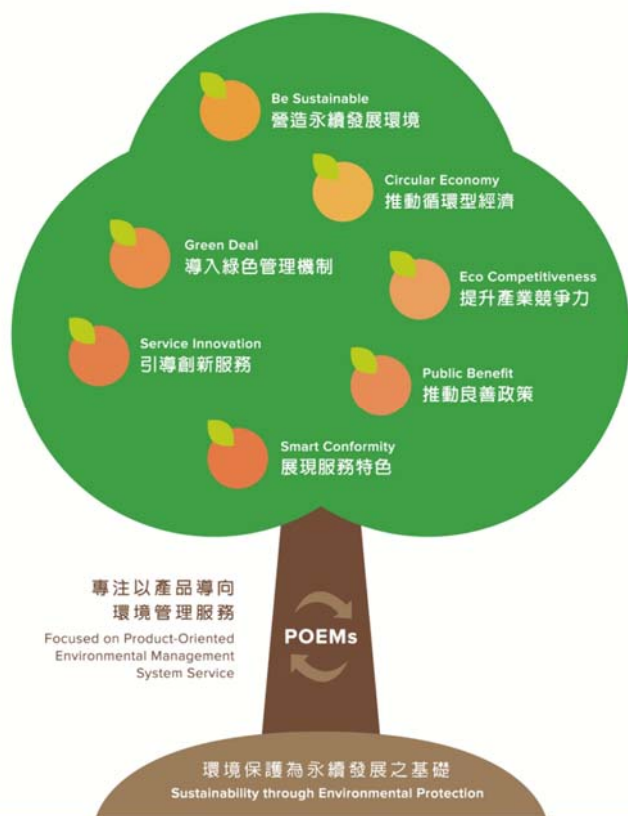 Be Sustainable
營造永續發展環境
Circular Economy
推動循環型經濟
Green Deal
導入綠色管理機制
Eco Competitiveness
提升產業競爭力
Service Innovation
引導創新服務
Public Benefit
推動良善政策
Smart Conformity
展現服務特色
專注以產品導向
環境管理服務
Focused on Product-Oriented
Environmental Management
System Service
POEMs
環境保護為永續發展之基礎
Sustainability through Environmental Protection